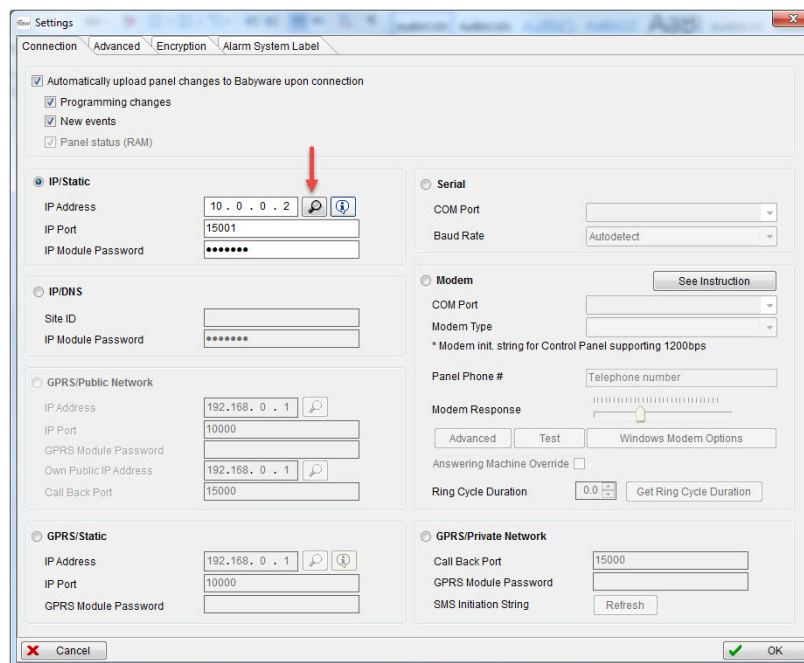 Settings
Connection Advanced Encryption Alarm System Label
Automatically upload panel changes to Babyware upon connection
Programming changes
New events
Panel status (RAM)
IP/Static
IP Address 10 . 0 . 0 . 2
IP Port 15001
IP Module Password •••••••
IP/DNS
Site ID
IP Module Password •••••••
GPRS/Public Network
IP Address 192.168. 0 . 1
IP Port 10000
GPRS Module Password
Own Public IP Address 192.168. 0 . 1
Call Back Port 15000
GPRS/Static
IP Address 192.168. 0 . 1
IP Port 10000
GPRS Module Password
Serial
COM Port
Baud Rate Autodetect
Modem See Instruction
COM Port
Modem Type
* Modem init. string for Control Panel supporting 1200bps
Panel Phone # Telephone number
Modem Response
Advanced Test Windows Modem Options
Answering Machine Override
Ring Cycle Duration 0.0 Get Ring Cycle Duration
GPRS/Private Network
Call Back Port 15000
GPRS Module Password
SMS Initiation String Refresh
Cancel OK